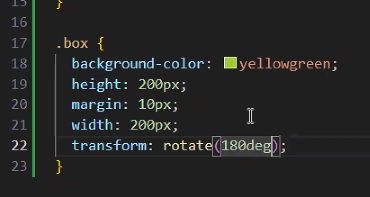 15 }
16
17 .box {
18 background-color: yellowgreen;
19 height: 200px;
20 margin: 10px;
21 width: 200px;
22 transform: rotate(180deg);
23 }